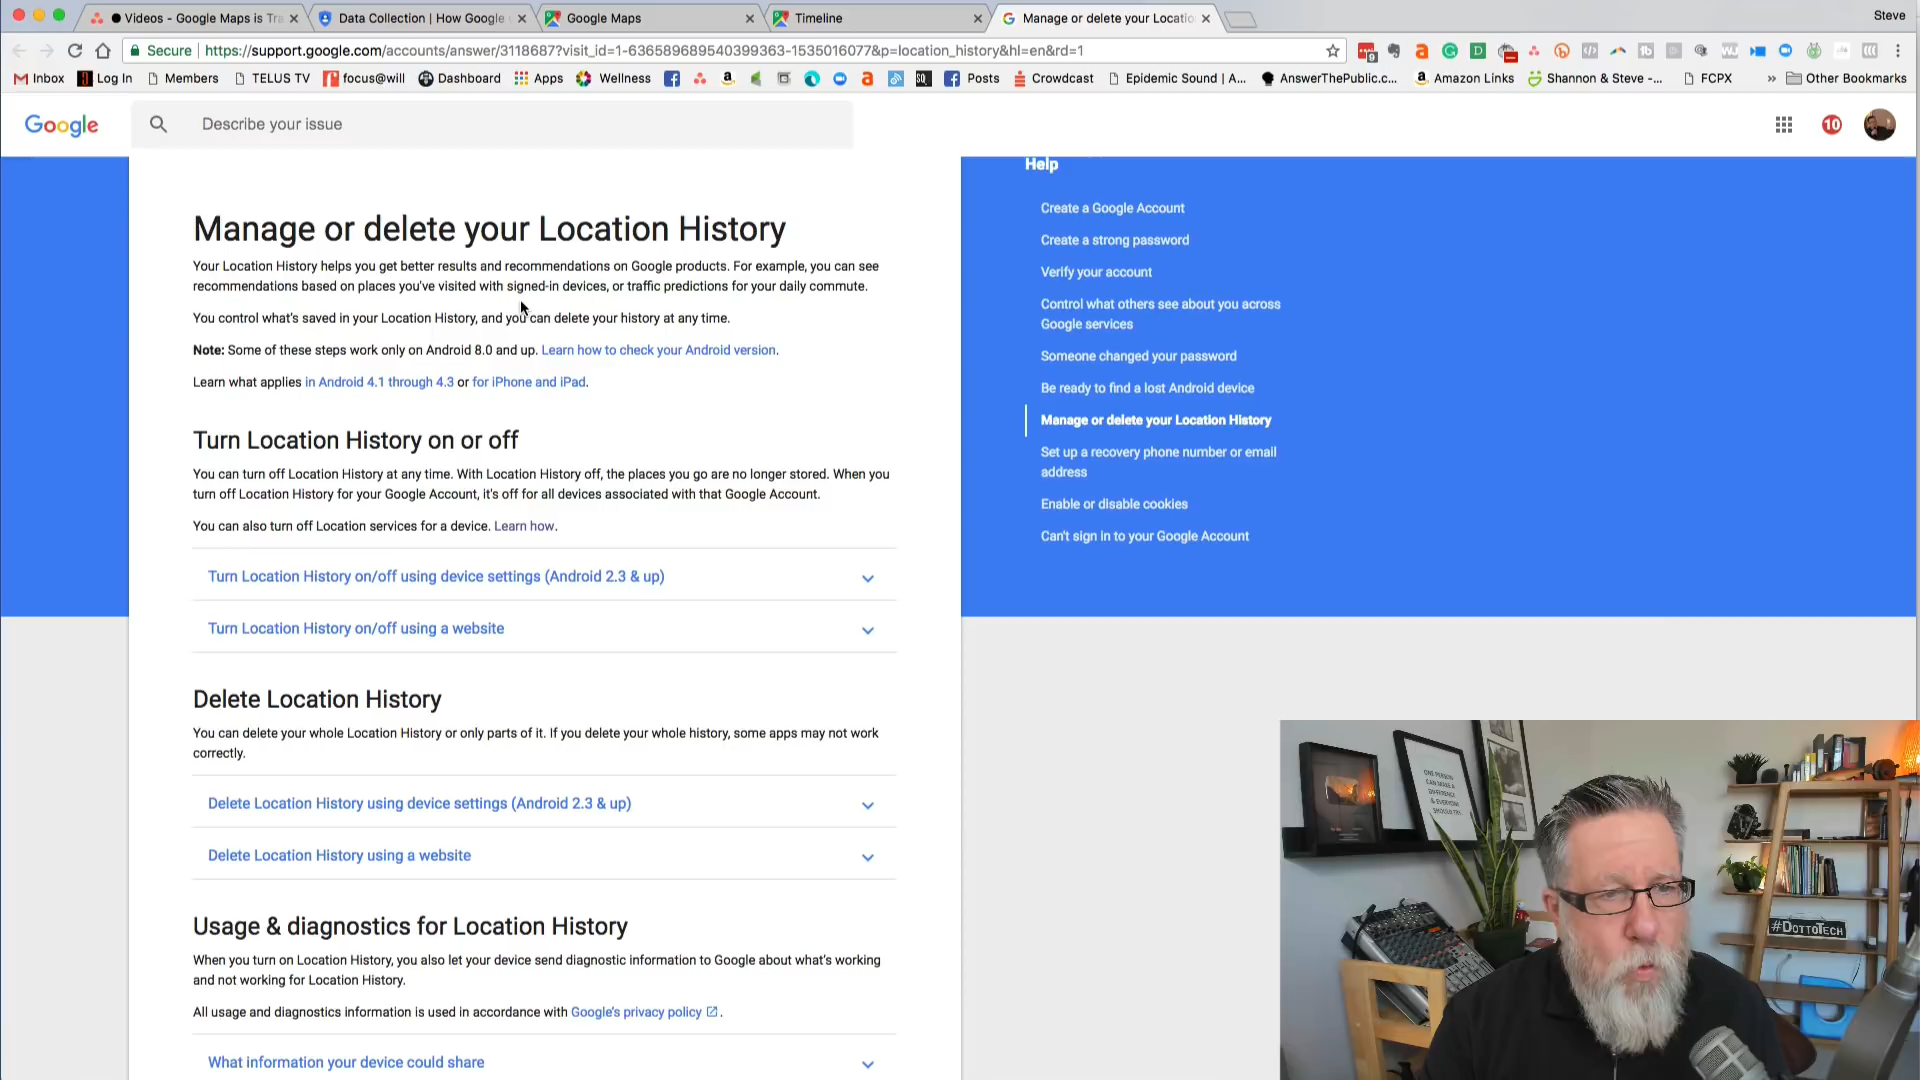 Videos - Google Maps is Tra
Data Collection | How Google
Google Maps
Timeline
Manage or delete your Locatio
Steve
Secure
https://support.google.com/accounts/answer/3118687?visit_id=1-636589689540399363-1535016077&p=location_history&hl=en&rd=1
Inbox
Log In
Members
TELUS TV
focus@will
Dashboard
Apps
Wellness
Posts
Crowdcast
Epidemic Sound | A...
AnswerThePublic.c...
Amazon Links
Shannon & Steve -...
FCPX
»
Other Bookmarks
Google
Describe your issue
10
Manage or delete your Location History
Your Location History helps you get better results and recommendations on Google products. For example, you can see
recommendations based on places you've visited with signed-in devices, or traffic predictions for your daily commute.
You control what's saved in your Location History, and you can delete your history at any time.
Note: Some of these steps work only on Android 8.0 and up. Learn how to check your Android version.
Learn what applies in Android 4.1 through 4.3 or for iPhone and iPad.
Turn Location History on or off
You can turn off Location History at any time. With Location History off, the places you go are no longer stored. When you
turn off Location History for your Google Account, it's off for all devices associated with that Google Account.
You can also turn off Location services for a device. Learn how.
Turn Location History on/off using device settings (Android 2.3 & up)
Turn Location History on/off using a website
Delete Location History
You can delete your whole Location History or only parts of it. If you delete your whole history, some apps may not work
correctly.
Delete Location History using device settings (Android 2.3 & up)
Delete Location History using a website
Usage & diagnostics for Location History
When you turn on Location History, you also let your device send diagnostic information to Google about what's working
and not working for Location History.
All usage and diagnostics information is used in accordance with Google's privacy policy.
What information your device could share
Help
Create a Google Account
Create a strong password
Verify your account
Control what others see about you across
Google services
Someone changed your password
Be ready to find a lost Android device
Manage or delete your Location History
Set up a recovery phone number or email
address
Enable or disable cookies
Can't sign in to your Google Account
ONE PERSON
CAN MAKE A
DIFFERENCE
& EVERYONE
SHOULD TRY.
#DOTTOTECH